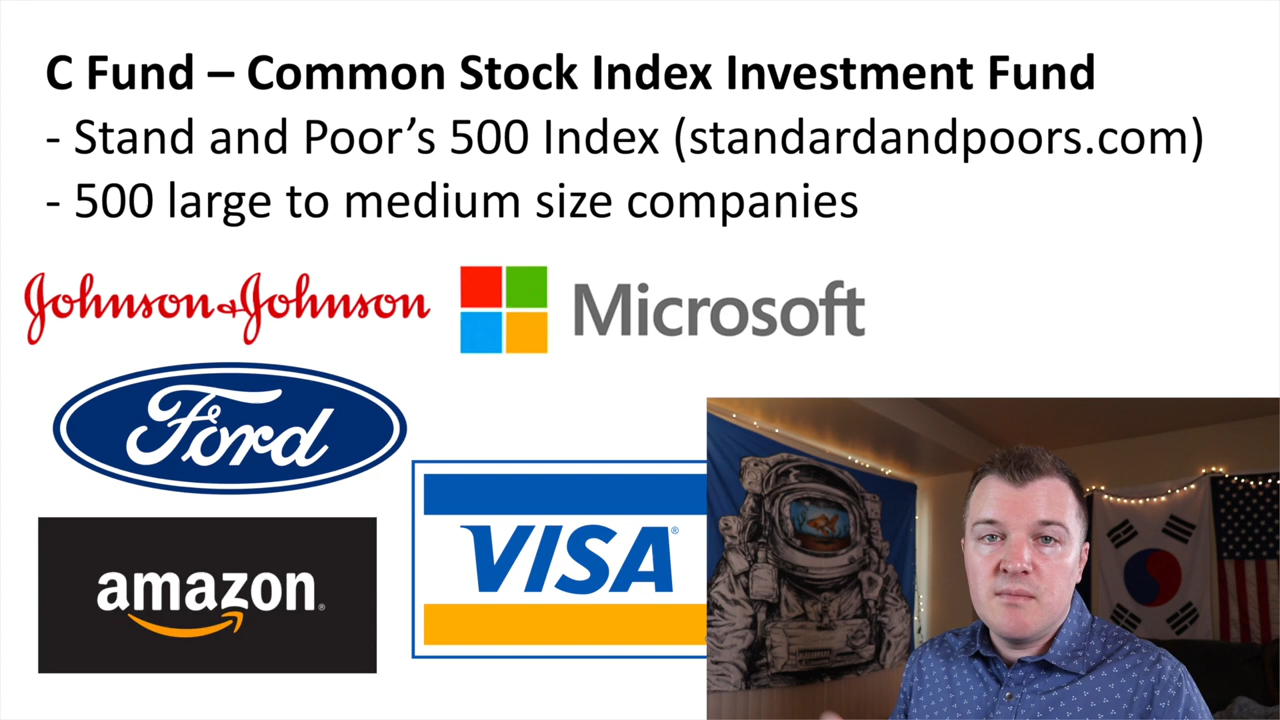 C Fund – Common Stock Index Investment Fund
- Stand and Poor’s 500 Index (standardandpoors.com)
- 500 large to medium size companies
Johnson & Johnson
Microsoft
Ford
VISA®
amazon®